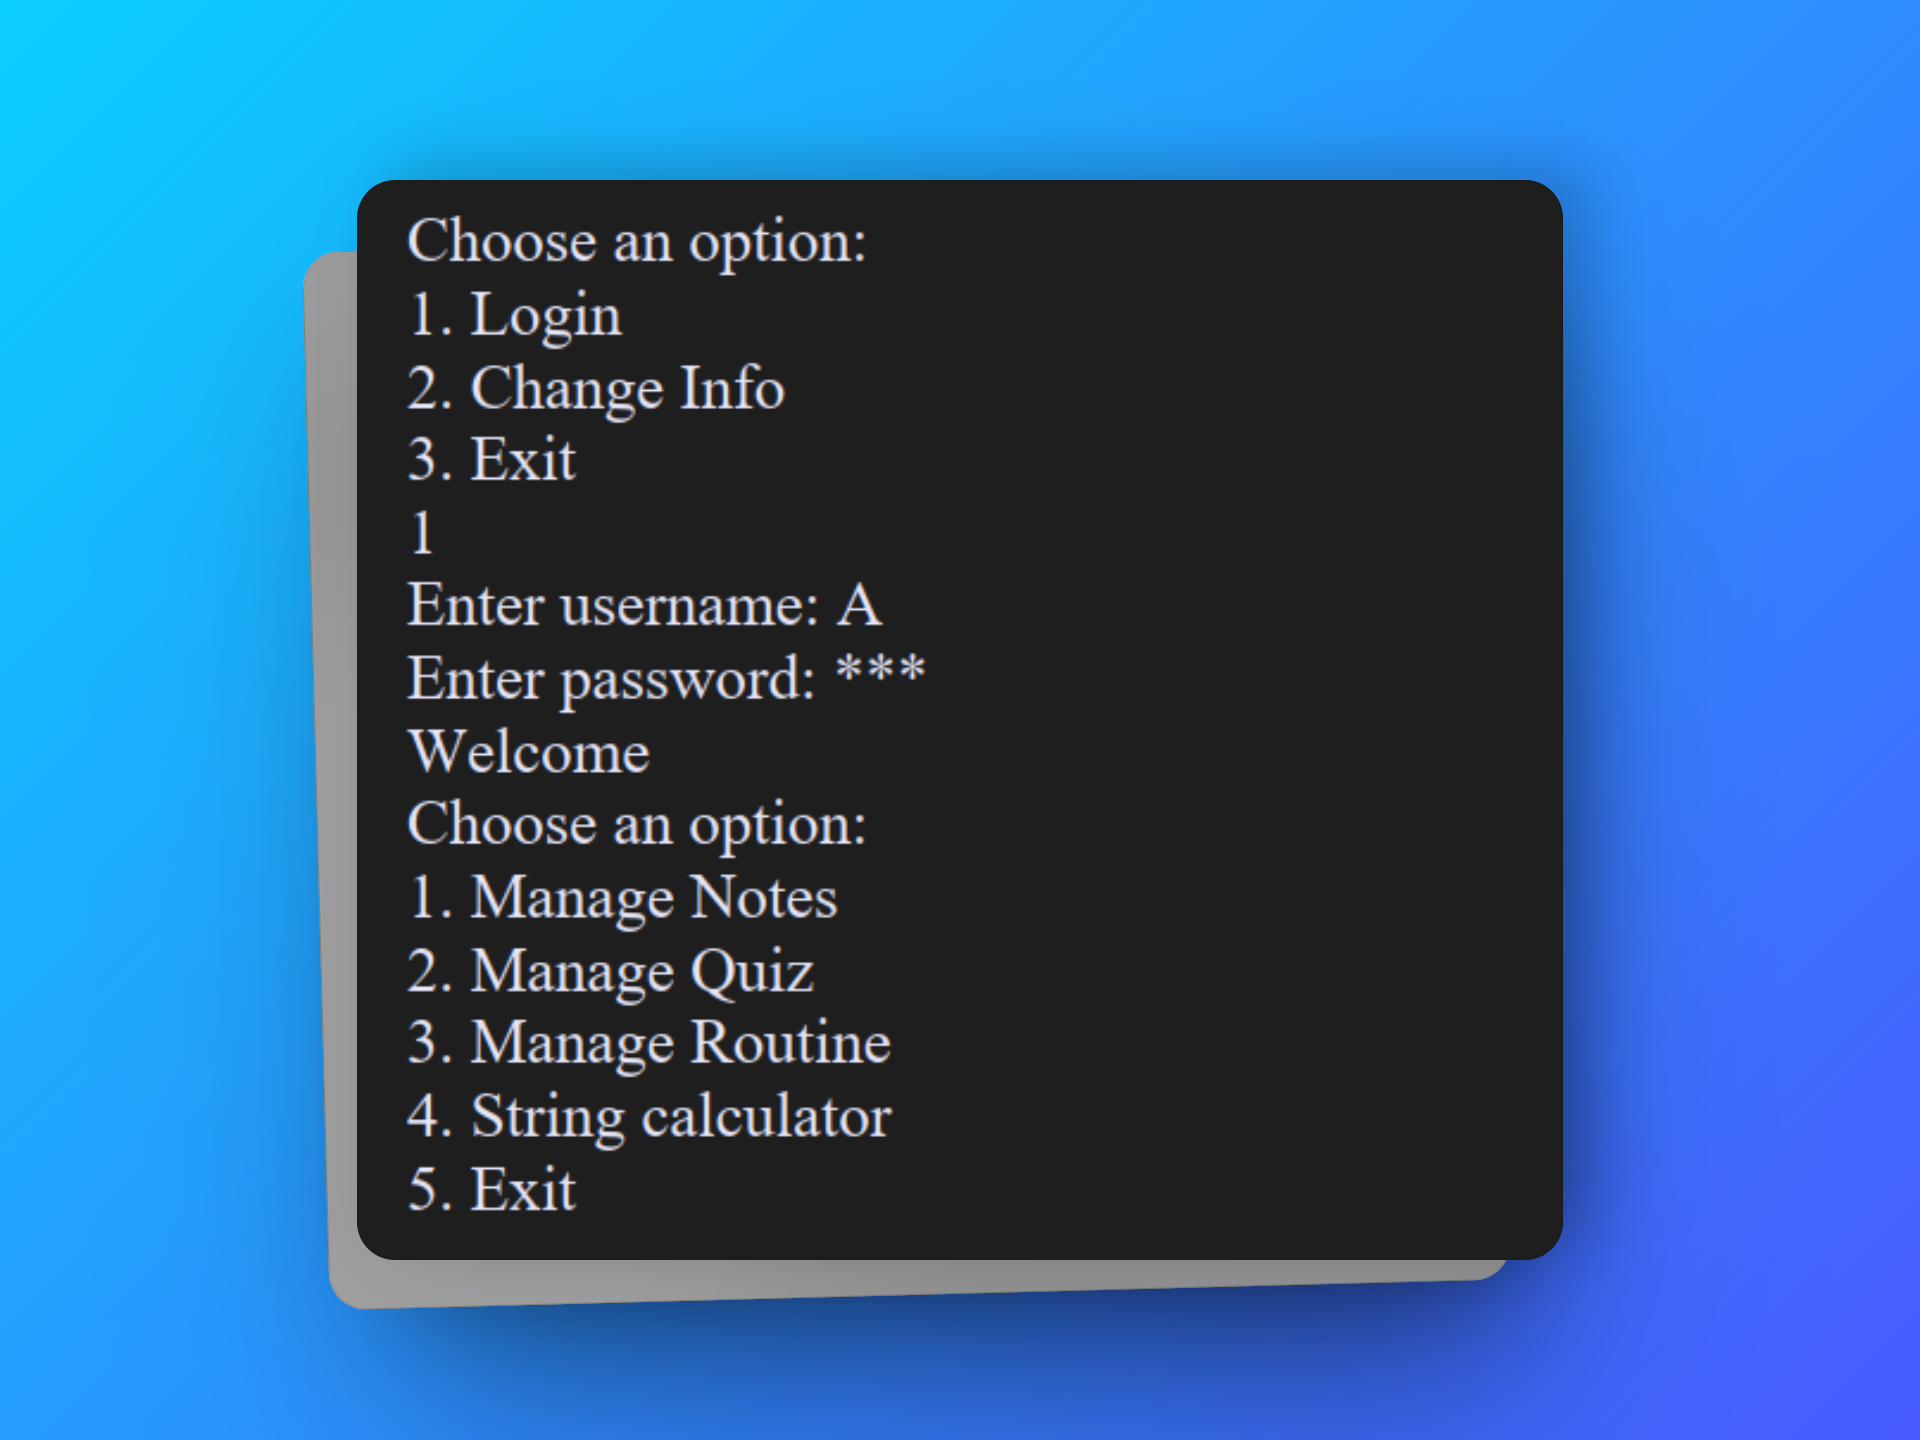 Choose an option:
1. Login
2. Change Info
3. Exit
1
Enter username: A
Enter password: ***
Welcome
Choose an option:
1. Manage Notes
2. Manage Quiz
3. Manage Routine
4. String calculator
5. Exit